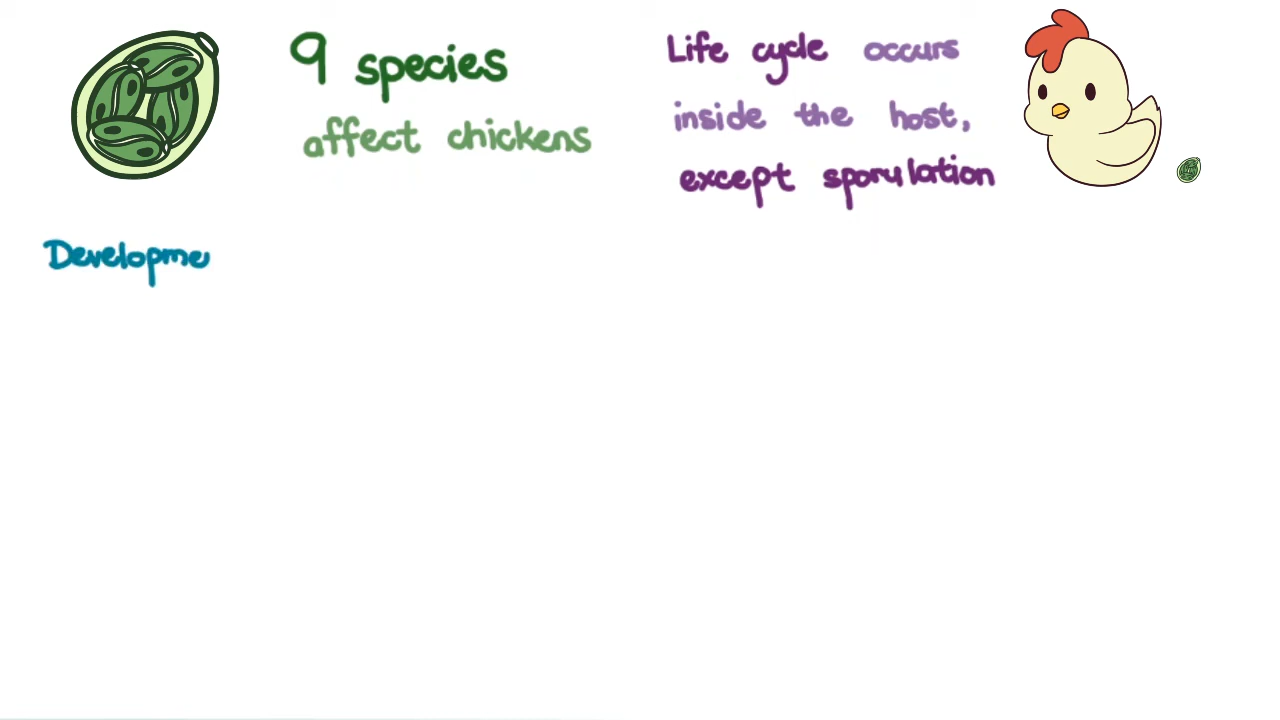 9 species
affect chickens
Life cycle occurs
inside the host,
except sporulation
Developme